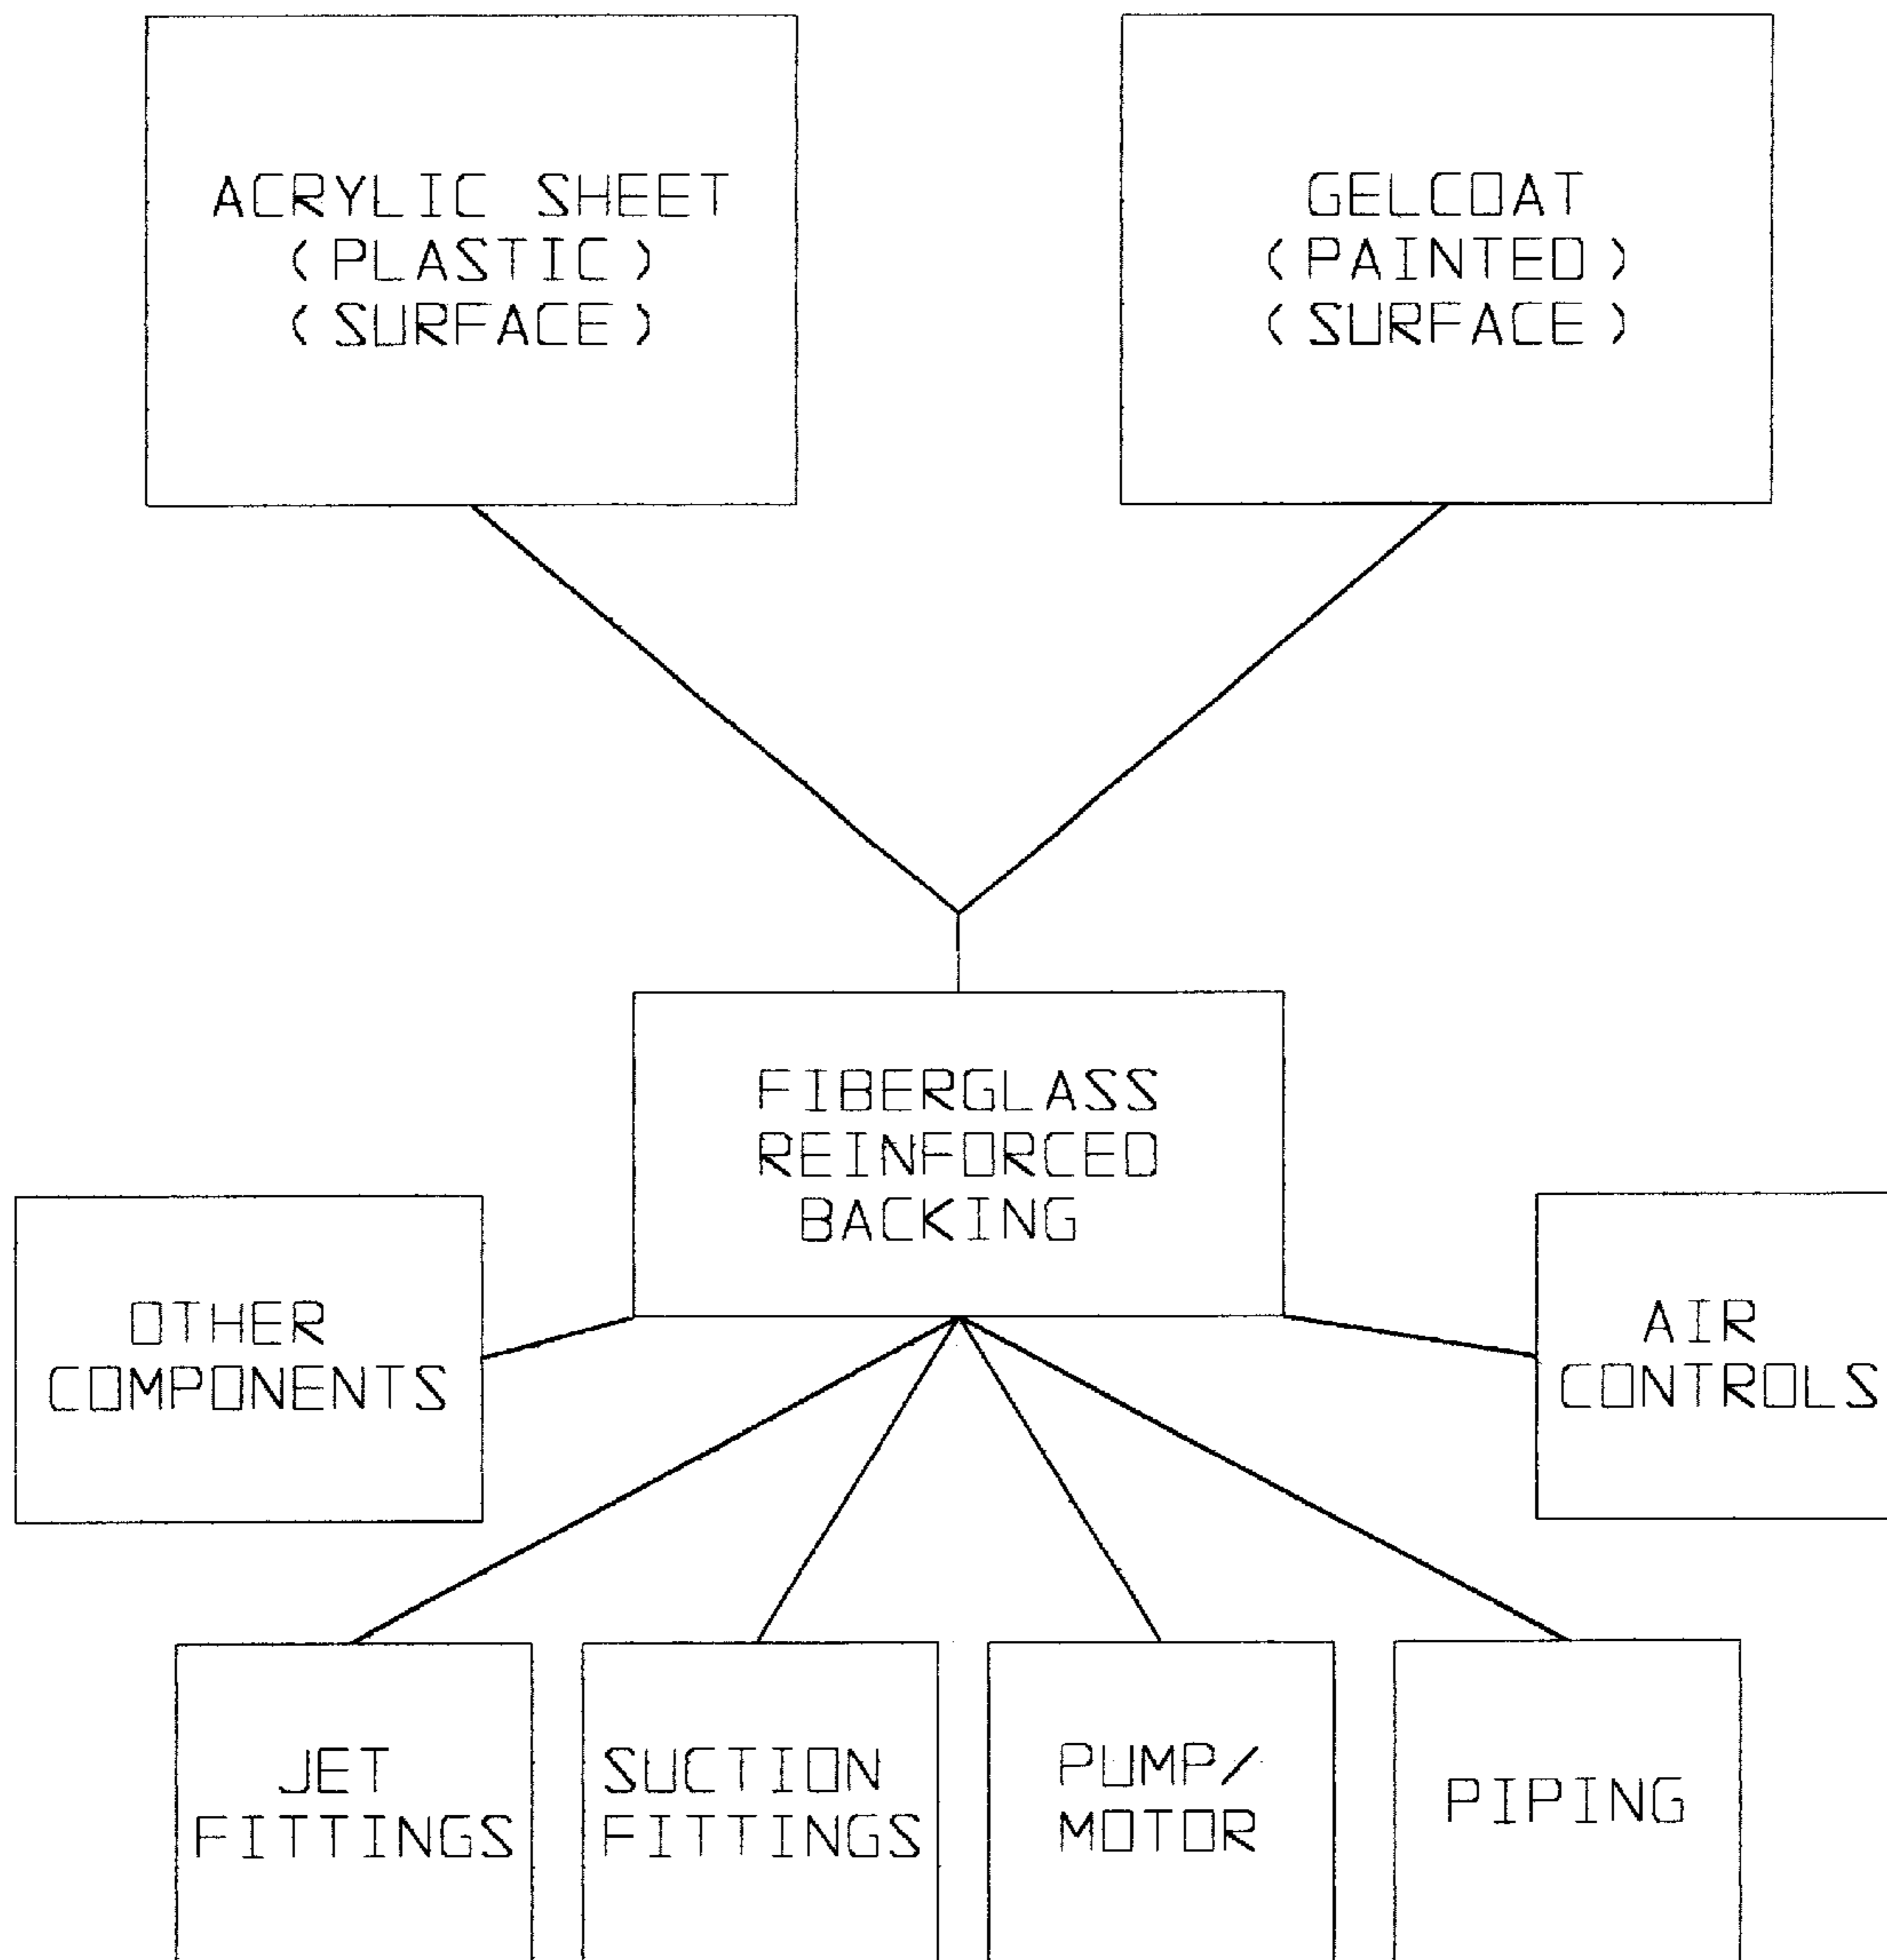 ACRYLIC SHEET
(PLASTIC)
(SURFACE)
GELCOAT
(PAINTED)
(SURFACE)
FIBERGLASS
REINFORCED
BACKING
OTHER
COMPONENTS
AIR
CONTROLS
JET
FITTINGS
SUCTION
FITTINGS
PUMP/
MOTOR
PIPING